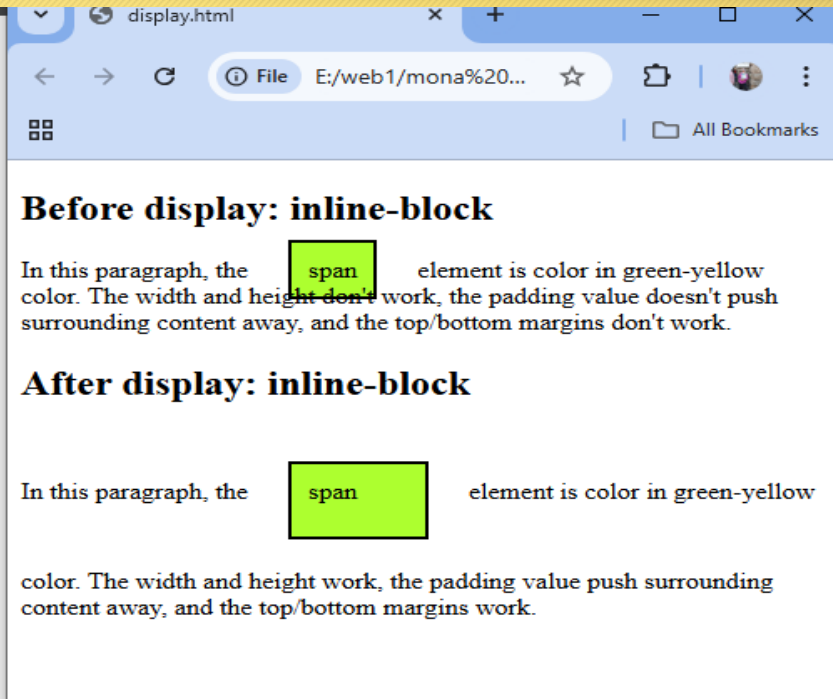 display.html
File E:/web1/mona%20...
All Bookmarks
Before display: inline-block
In this paragraph, the span element is color in green-yellow
color. The width and height don't work, the padding value doesn't push
surrounding content away, and the top/bottom margins don't work.
After display: inline-block
In this paragraph, the span element is color in green-yellow
color. The width and height work, the padding value push surrounding
content away, and the top/bottom margins work.